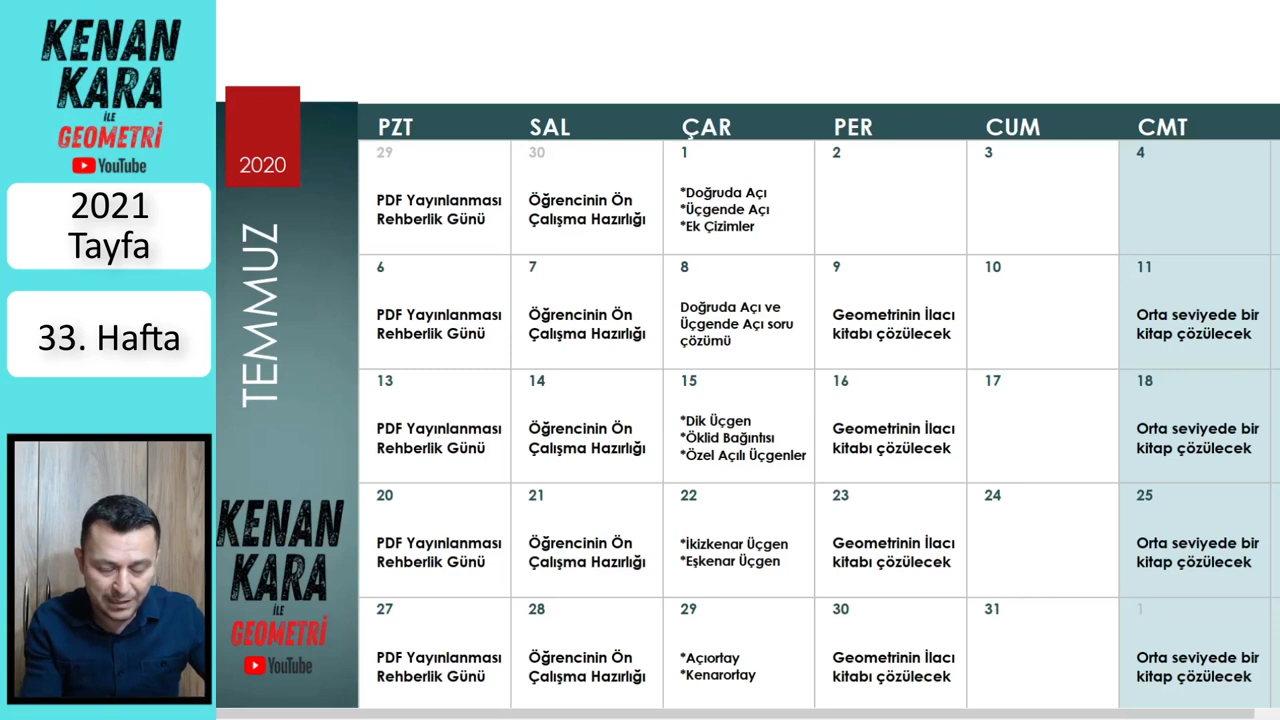 KENAN
KARA
İLE
GEOMETRİ
YouTube
2021
Tayfa
33. Hafta
2020
TEMMUZ
KENAN
KARA
İLE
GEOMETRİ
YouTube
PZT SAL ÇAR PER CUM CMT
29 30 1 2 3 4
PDF Yayınlanması
Rehberlik Günü
Öğrencinin Ön
Çalışma Hazırlığı
*Doğruda Açı
*Üçgende Açı
*Ek Çizimler
6 7 8 9 10 11
PDF Yayınlanması
Rehberlik Günü
Öğrencinin Ön
Çalışma Hazırlığı
Doğruda Açı ve
Üçgende Açı soru
çözümü
Geometrinin İlacı
kitabı çözülecek
Orta seviyede bir
kitap çözülecek
13 14 15 16 17 18
PDF Yayınlanması
Rehberlik Günü
Öğrencinin Ön
Çalışma Hazırlığı
*Dik Üçgen
*Öklid Bağıntısı
*Özel Açılı Üçgenler
Geometrinin İlacı
kitabı çözülecek
Orta seviyede bir
kitap çözülecek
20 21 22 23 24 25
PDF Yayınlanması
Rehberlik Günü
Öğrencinin Ön
Çalışma Hazırlığı
*İkizkenar Üçgen
*Eşkenar Üçgen
Geometrinin İlacı
kitabı çözülecek
Orta seviyede bir
kitap çözülecek
27 28 29 30 31 1
PDF Yayınlanması
Rehberlik Günü
Öğrencinin Ön
Çalışma Hazırlığı
*Açıortay
*Kenarortay
Geometrinin İlacı
kitabı çözülecek
Orta seviyede bir
kitap çözülecek